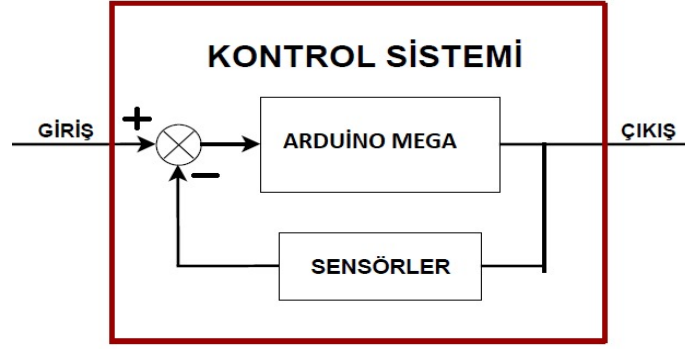 KONTROL SİSTEMİ
GİRİŞ
+
ARDUİNO MEGA
ÇIKIŞ
−
SENSÖRLER